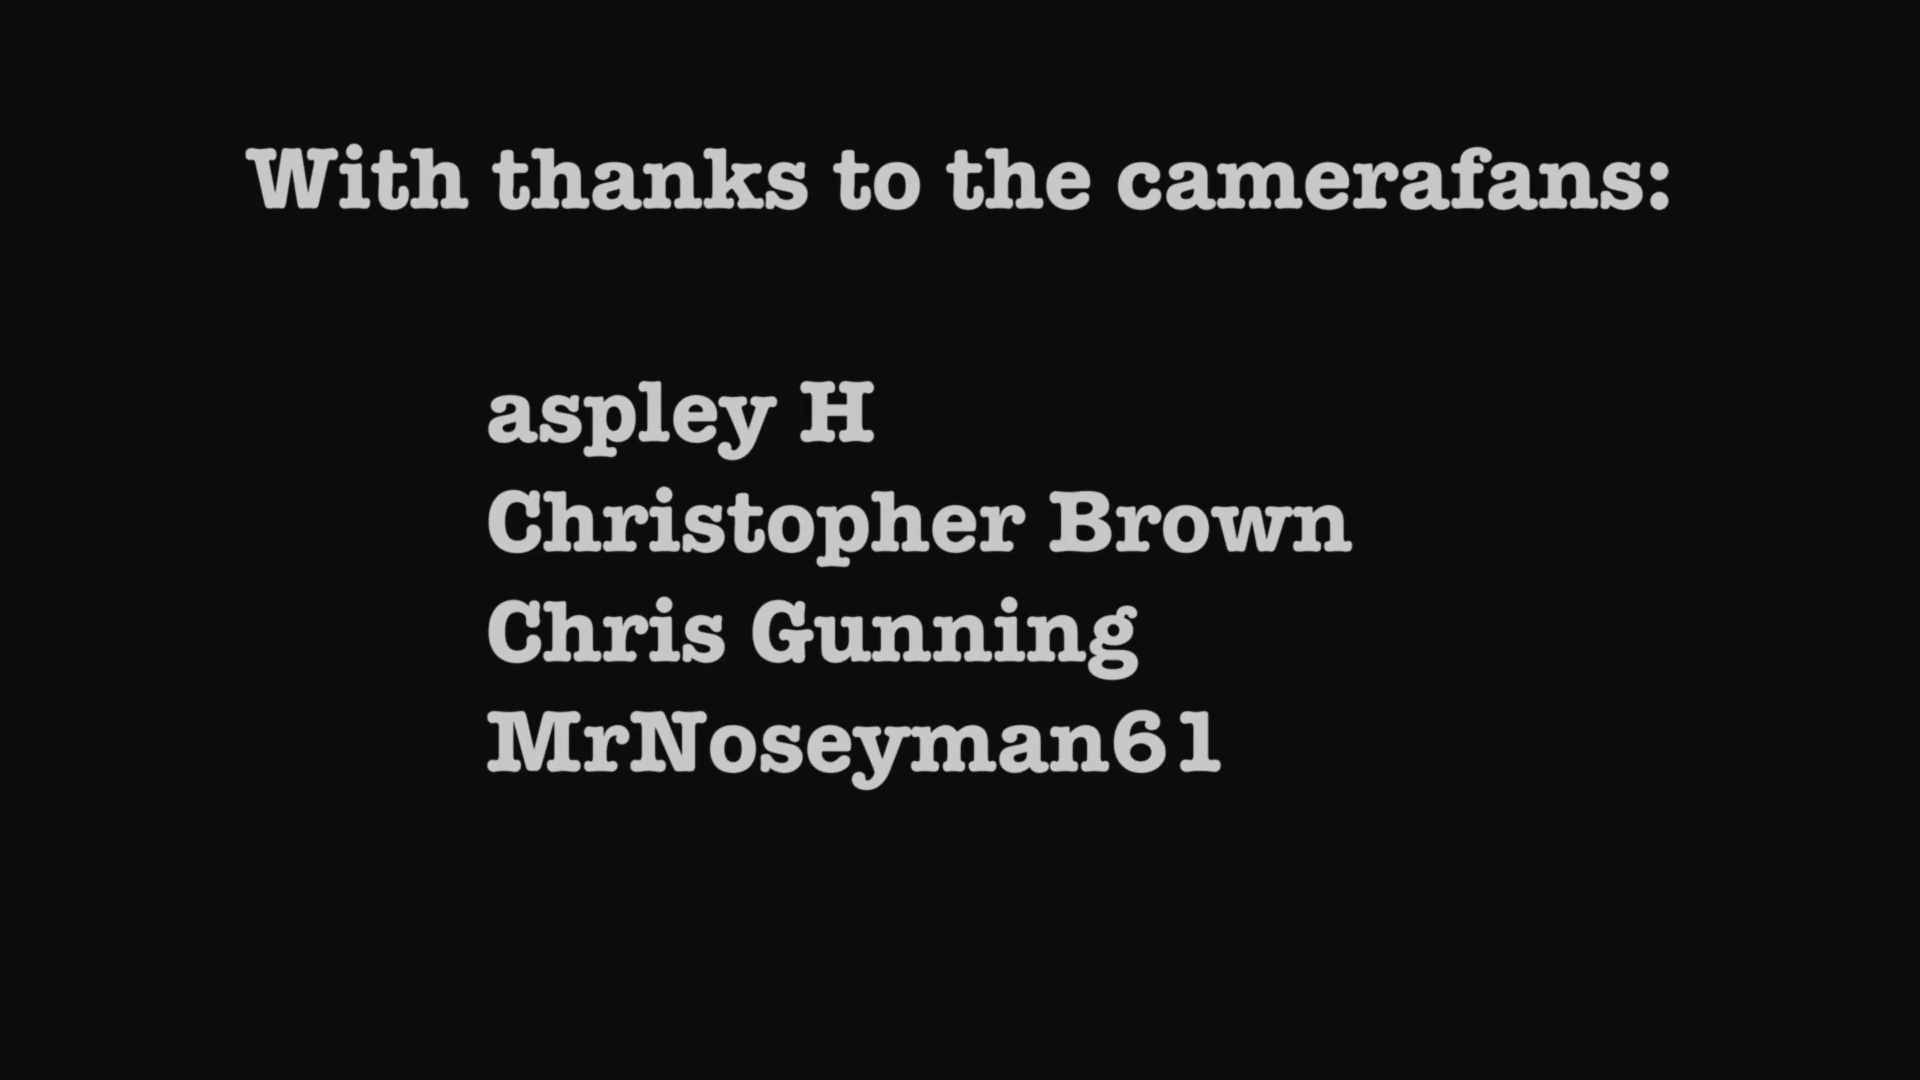 With thanks to the camerafans:
aspley H
Christopher Brown
Chris Gunning
MrNoseyman61